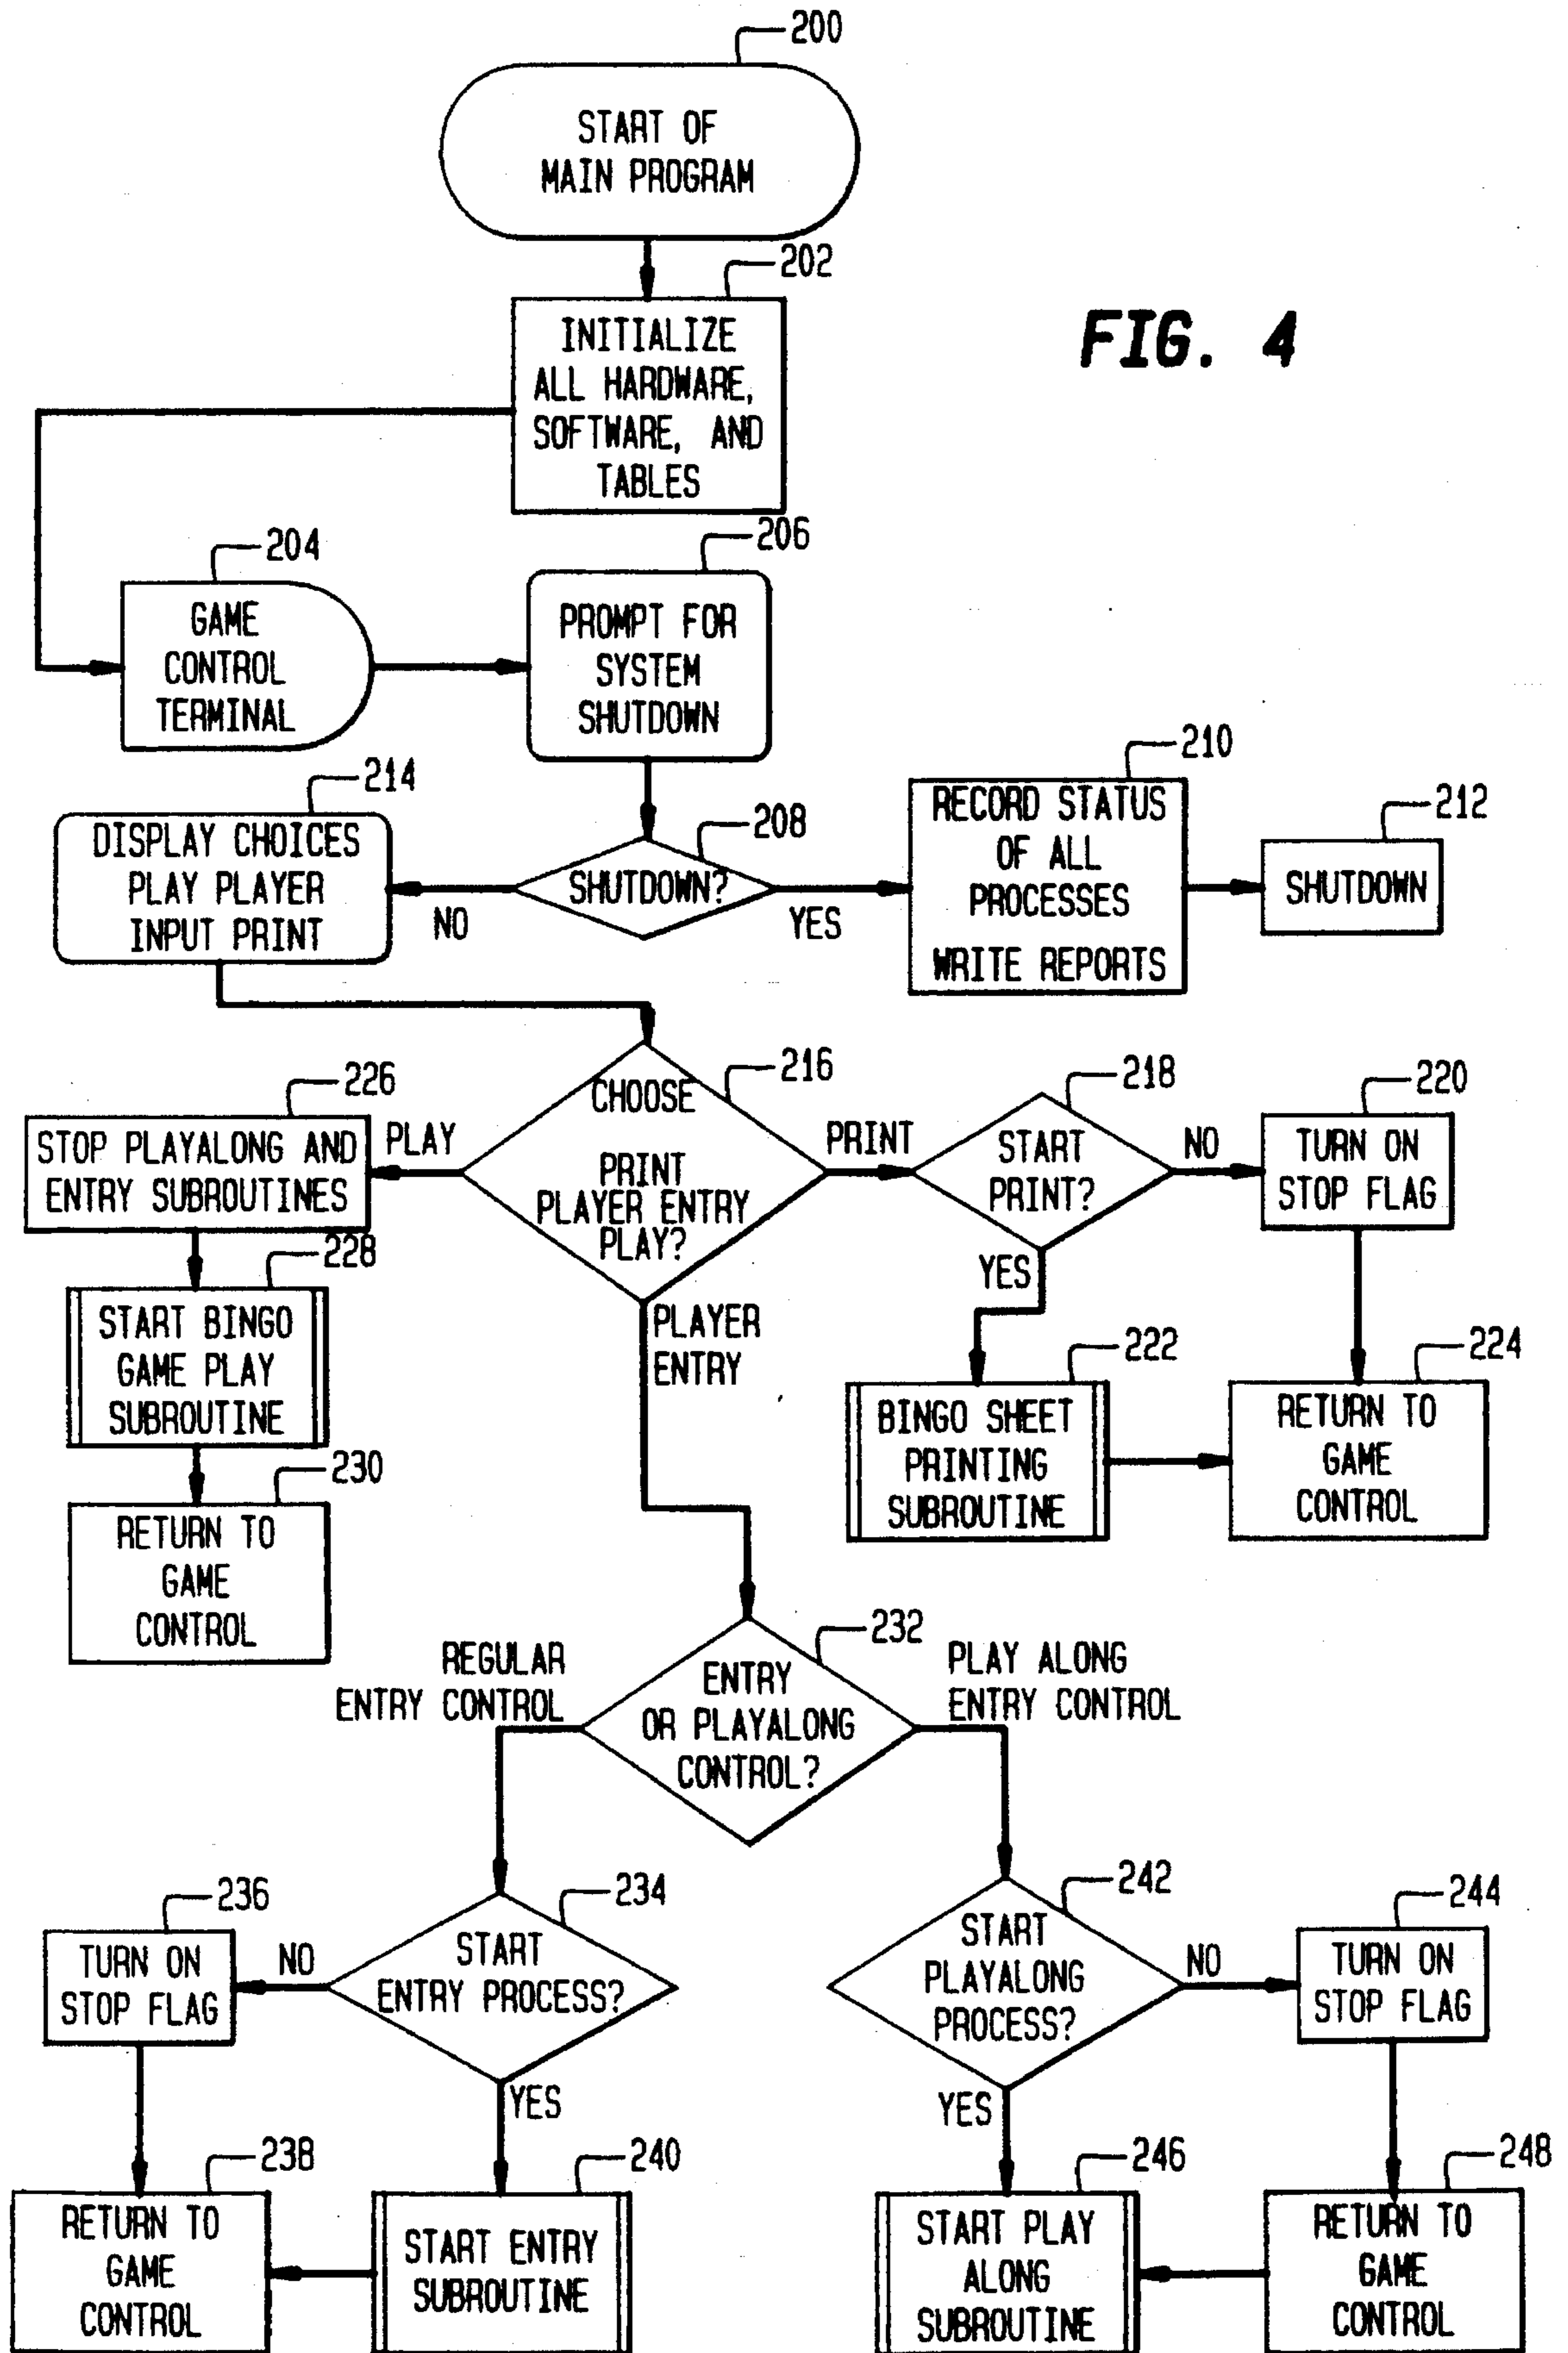 200
START OF
MAIN PROGRAM
202
INITIALIZE
ALL HARDWARE,
SOFTWARE, AND
TABLES
FIG. 4
204
GAME
CONTROL
TERMINAL
206
PROMPT FOR
SYSTEM
SHUTDOWN
208
SHUTDOWN?
NO
YES
210
RECORD STATUS
OF ALL
PROCESSES
WRITE REPORTS
212
SHUTDOWN
214
DISPLAY CHOICES
PLAY PLAYER
INPUT PRINT
216
CHOOSE
PRINT
PLAYER ENTRY
PLAY?
PLAY
PRINT
PLAYER
ENTRY
218
START
PRINT?
NO
YES
220
TURN ON
STOP FLAG
222
BINGO SHEET
PRINTING
SUBROUTINE
224
RETURN TO
GAME
CONTROL
226
STOP PLAYALONG AND
ENTRY SUBROUTINES
228
START BINGO
GAME PLAY
SUBROUTINE
230
RETURN TO
GAME
CONTROL
232
ENTRY
OR PLAYALONG
CONTROL?
REGULAR
ENTRY CONTROL
PLAY ALONG
ENTRY CONTROL
234
START
ENTRY PROCESS?
NO
YES
236
TURN ON
STOP FLAG
238
RETURN TO
GAME
CONTROL
240
START ENTRY
SUBROUTINE
242
START
PLAYALONG
PROCESS?
NO
YES
244
TURN ON
STOP FLAG
246
START PLAY
ALONG
SUBROUTINE
248
RETURN TO
GAME
CONTROL